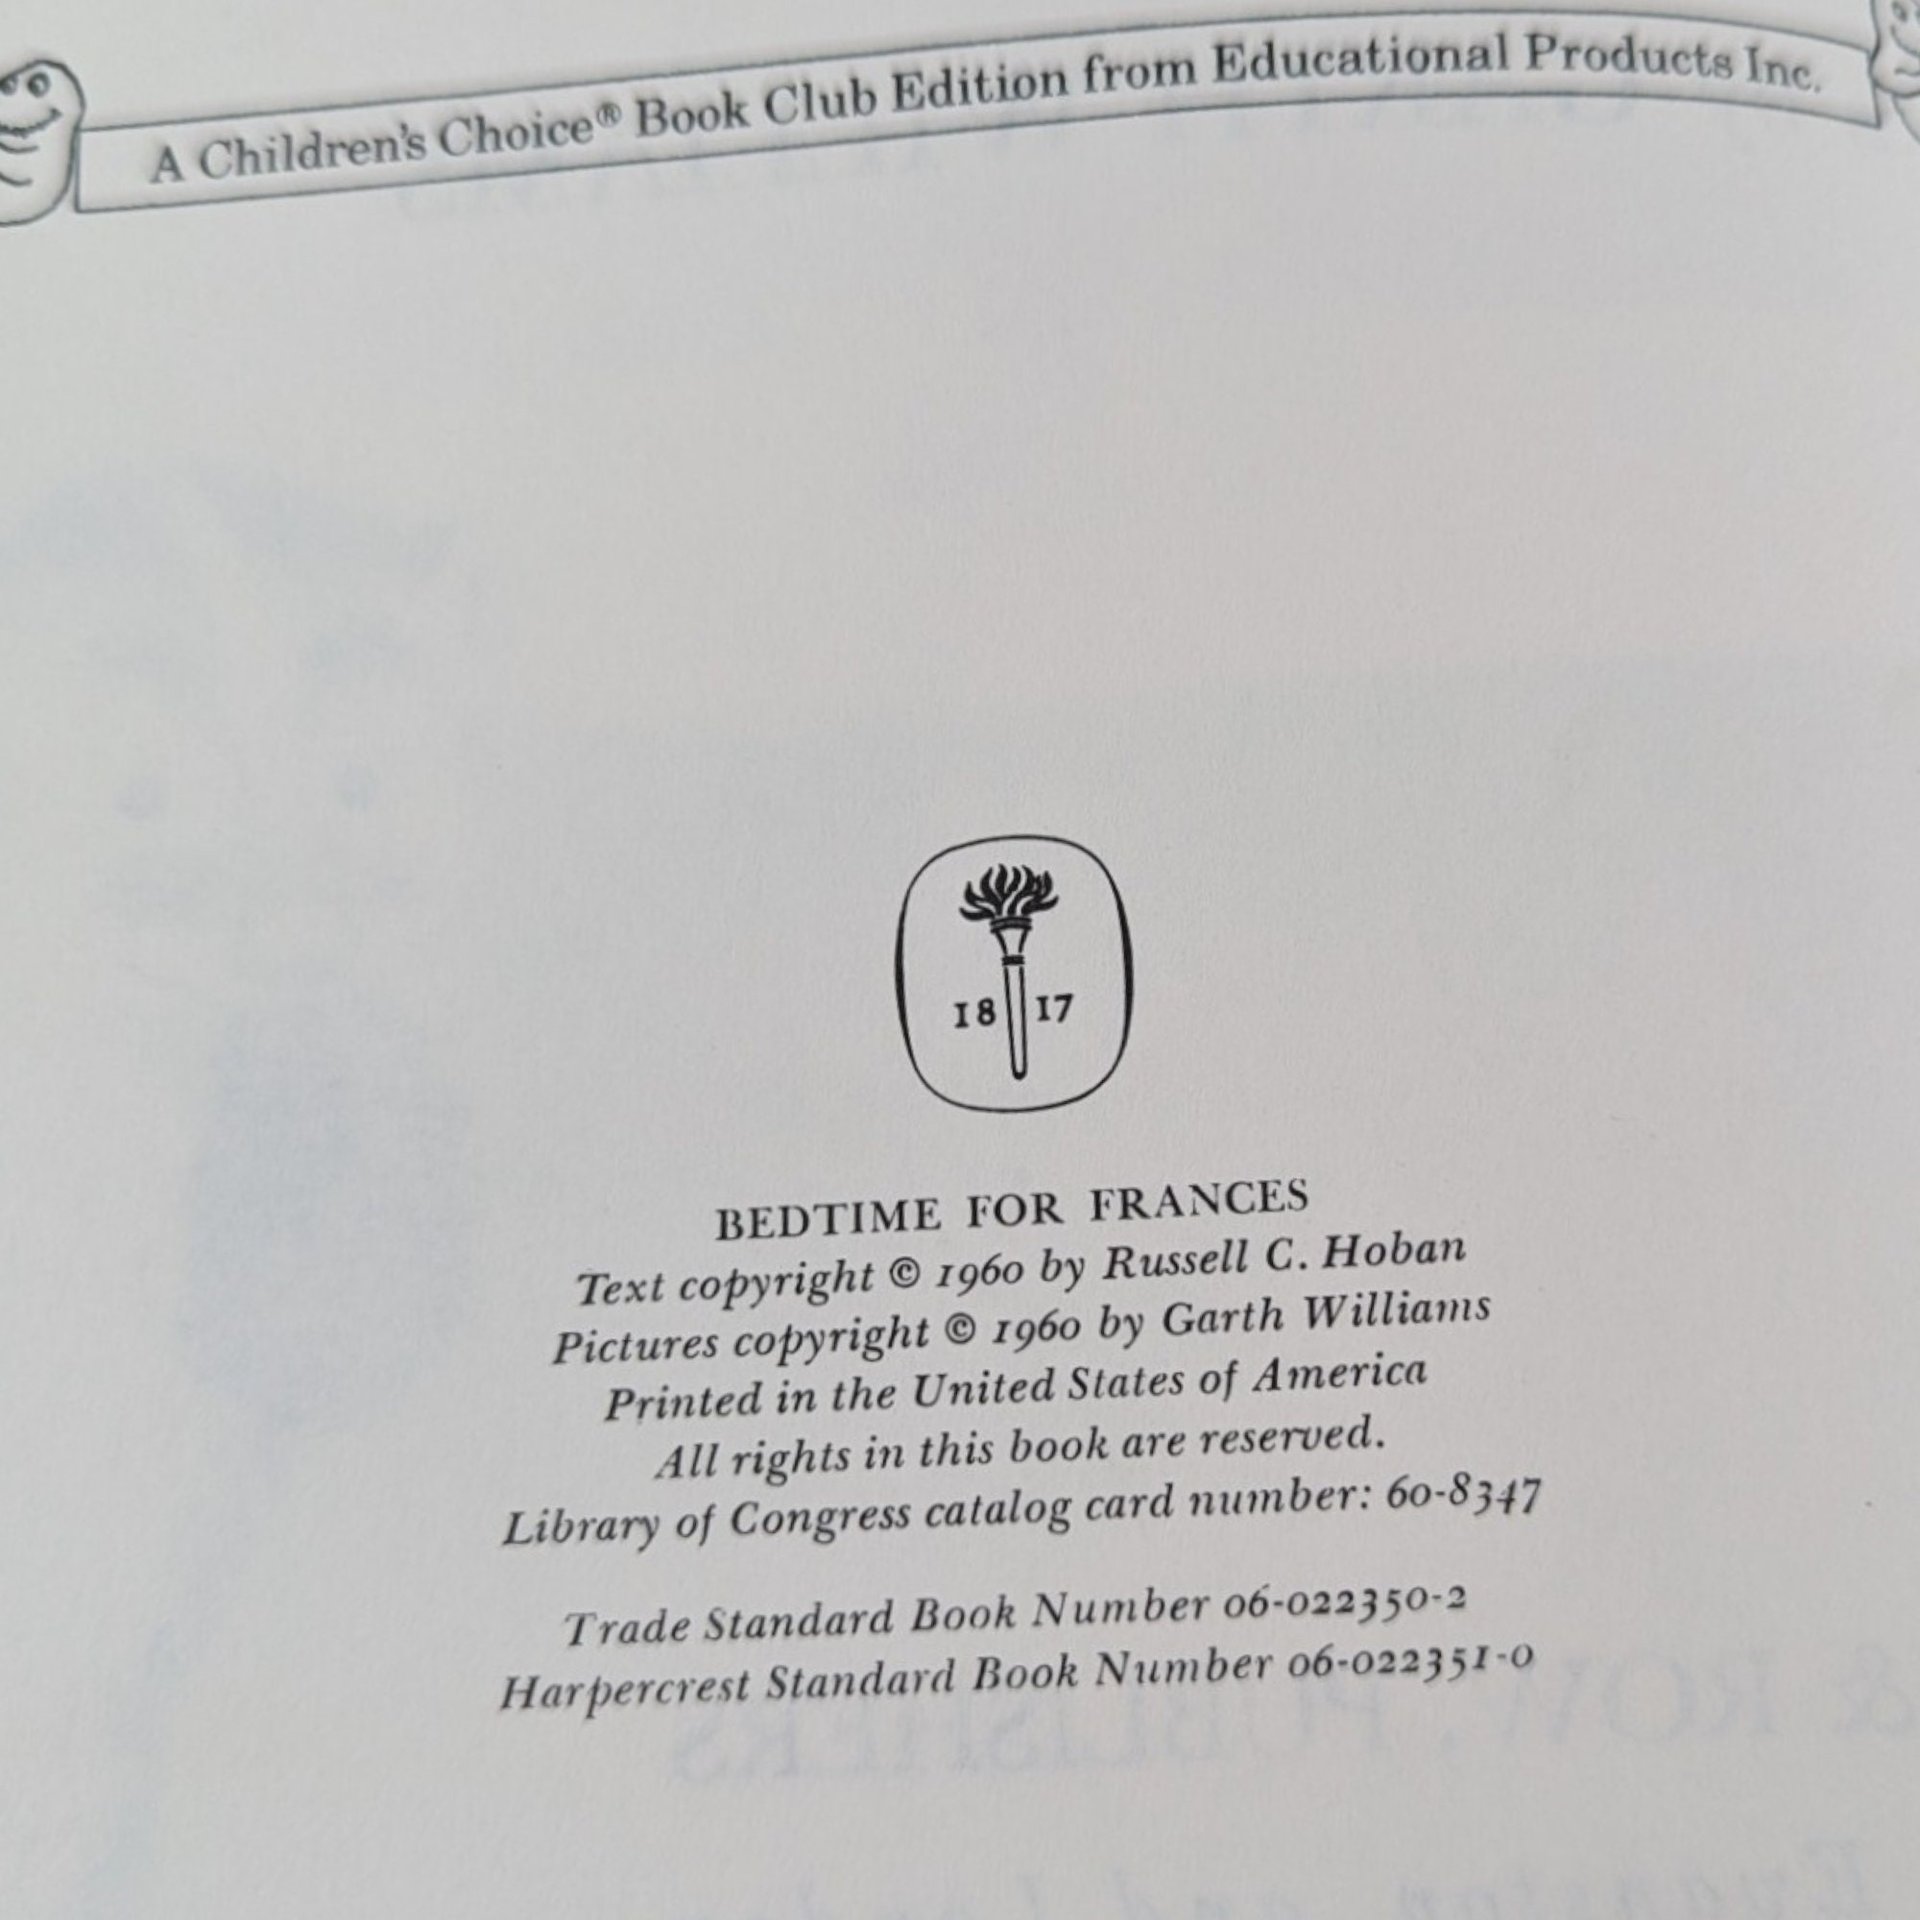 A Children's Choice® Book Club Edition from Educational Products Inc.
18 17
BEDTIME FOR FRANCES
Text copyright © 1960 by Russell C. Hoban
Pictures copyright © 1960 by Garth Williams
Printed in the United States of America
All rights in this book are reserved.
Library of Congress catalog card number: 60-8347
Trade Standard Book Number 06-022350-2
Harpercrest Standard Book Number 06-022351-0